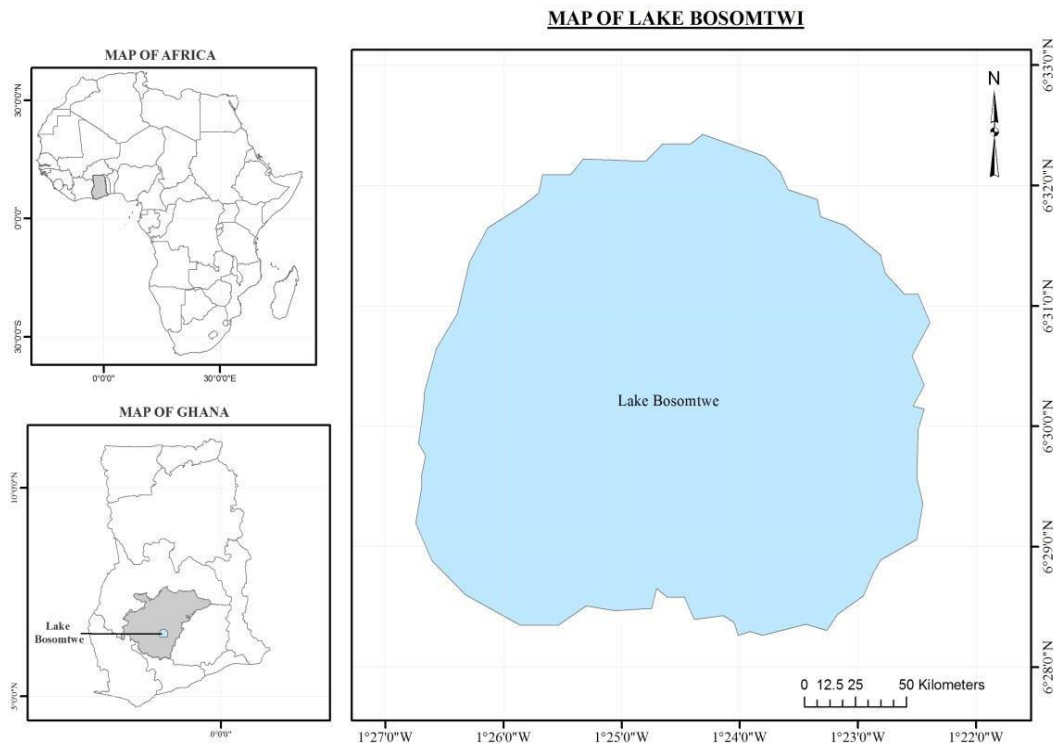 MAP OF LAKE BOSOMTWI
MAP OF AFRICA
30°0'0"N
0°0'0"
30°0'0"S
0°0'0"
30°0'0"E
MAP OF GHANA
10°0'0"N
5°0'0"N
0°0'0"
Lake
Bosomtwe
N
Lake Bosomtwe
0 12.5 25 50 Kilometers
6°33'0"N
6°32'0"N
6°31'0"N
6°30'0"N
6°29'0"N
6°28'0"N
1°27'0"W
1°26'0"W
1°25'0"W
1°24'0"W
1°23'0"W
1°22'0"W